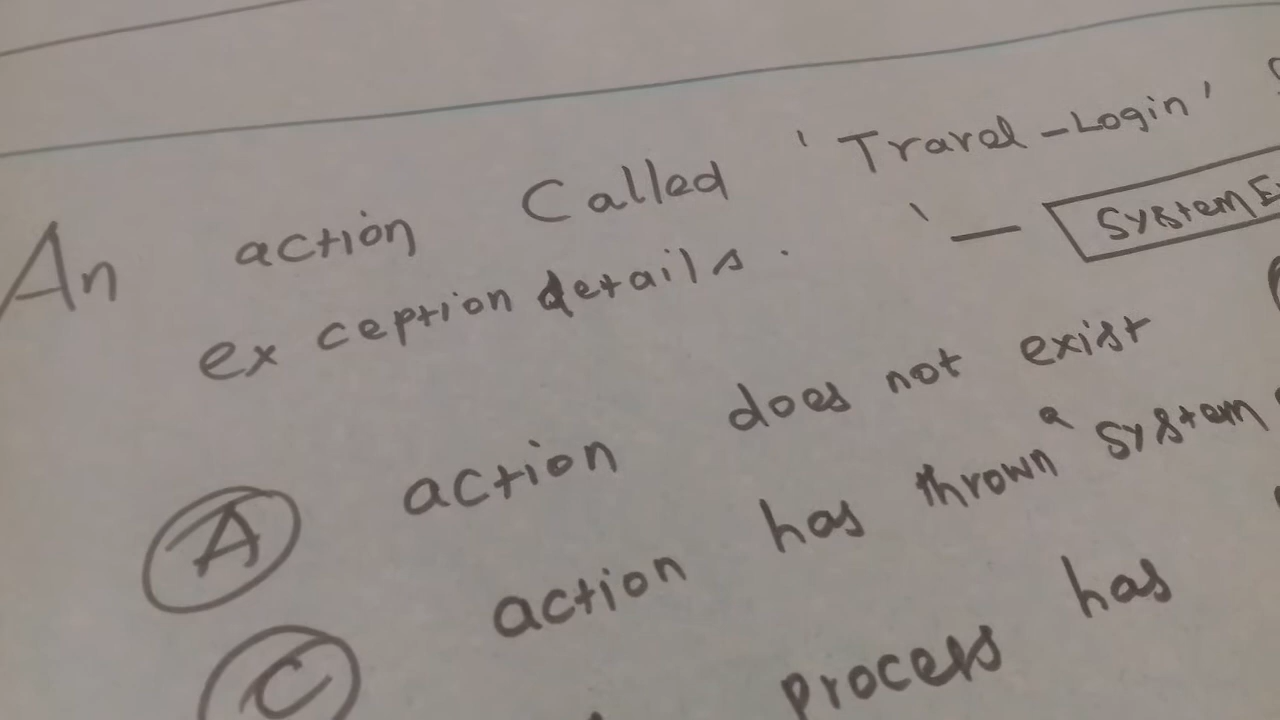 An action Called 'Travel-Login'
exception details. '— System
(A) action does not exist
action has thrown a system
(C) process has